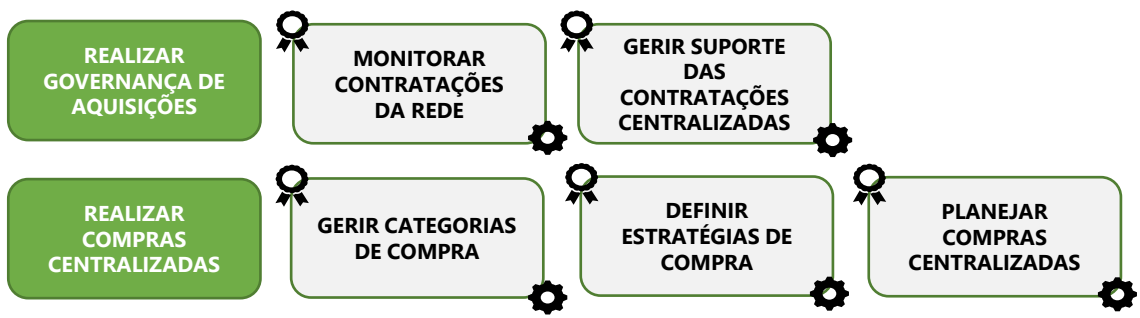 REALIZAR
GOVERNANÇA DE
AQUISIÇÕES
MONITORAR
CONTRATAÇÕES
DA REDE
GERIR SUPORTE
DAS
CONTRATAÇÕES
CENTRALIZADAS
REALIZAR
COMPRAS
CENTRALIZADAS
GERIR CATEGORIAS
DE COMPRA
DEFINIR
ESTRATÉGIAS DE
COMPRA
PLANEJAR
COMPRAS
CENTRALIZADAS